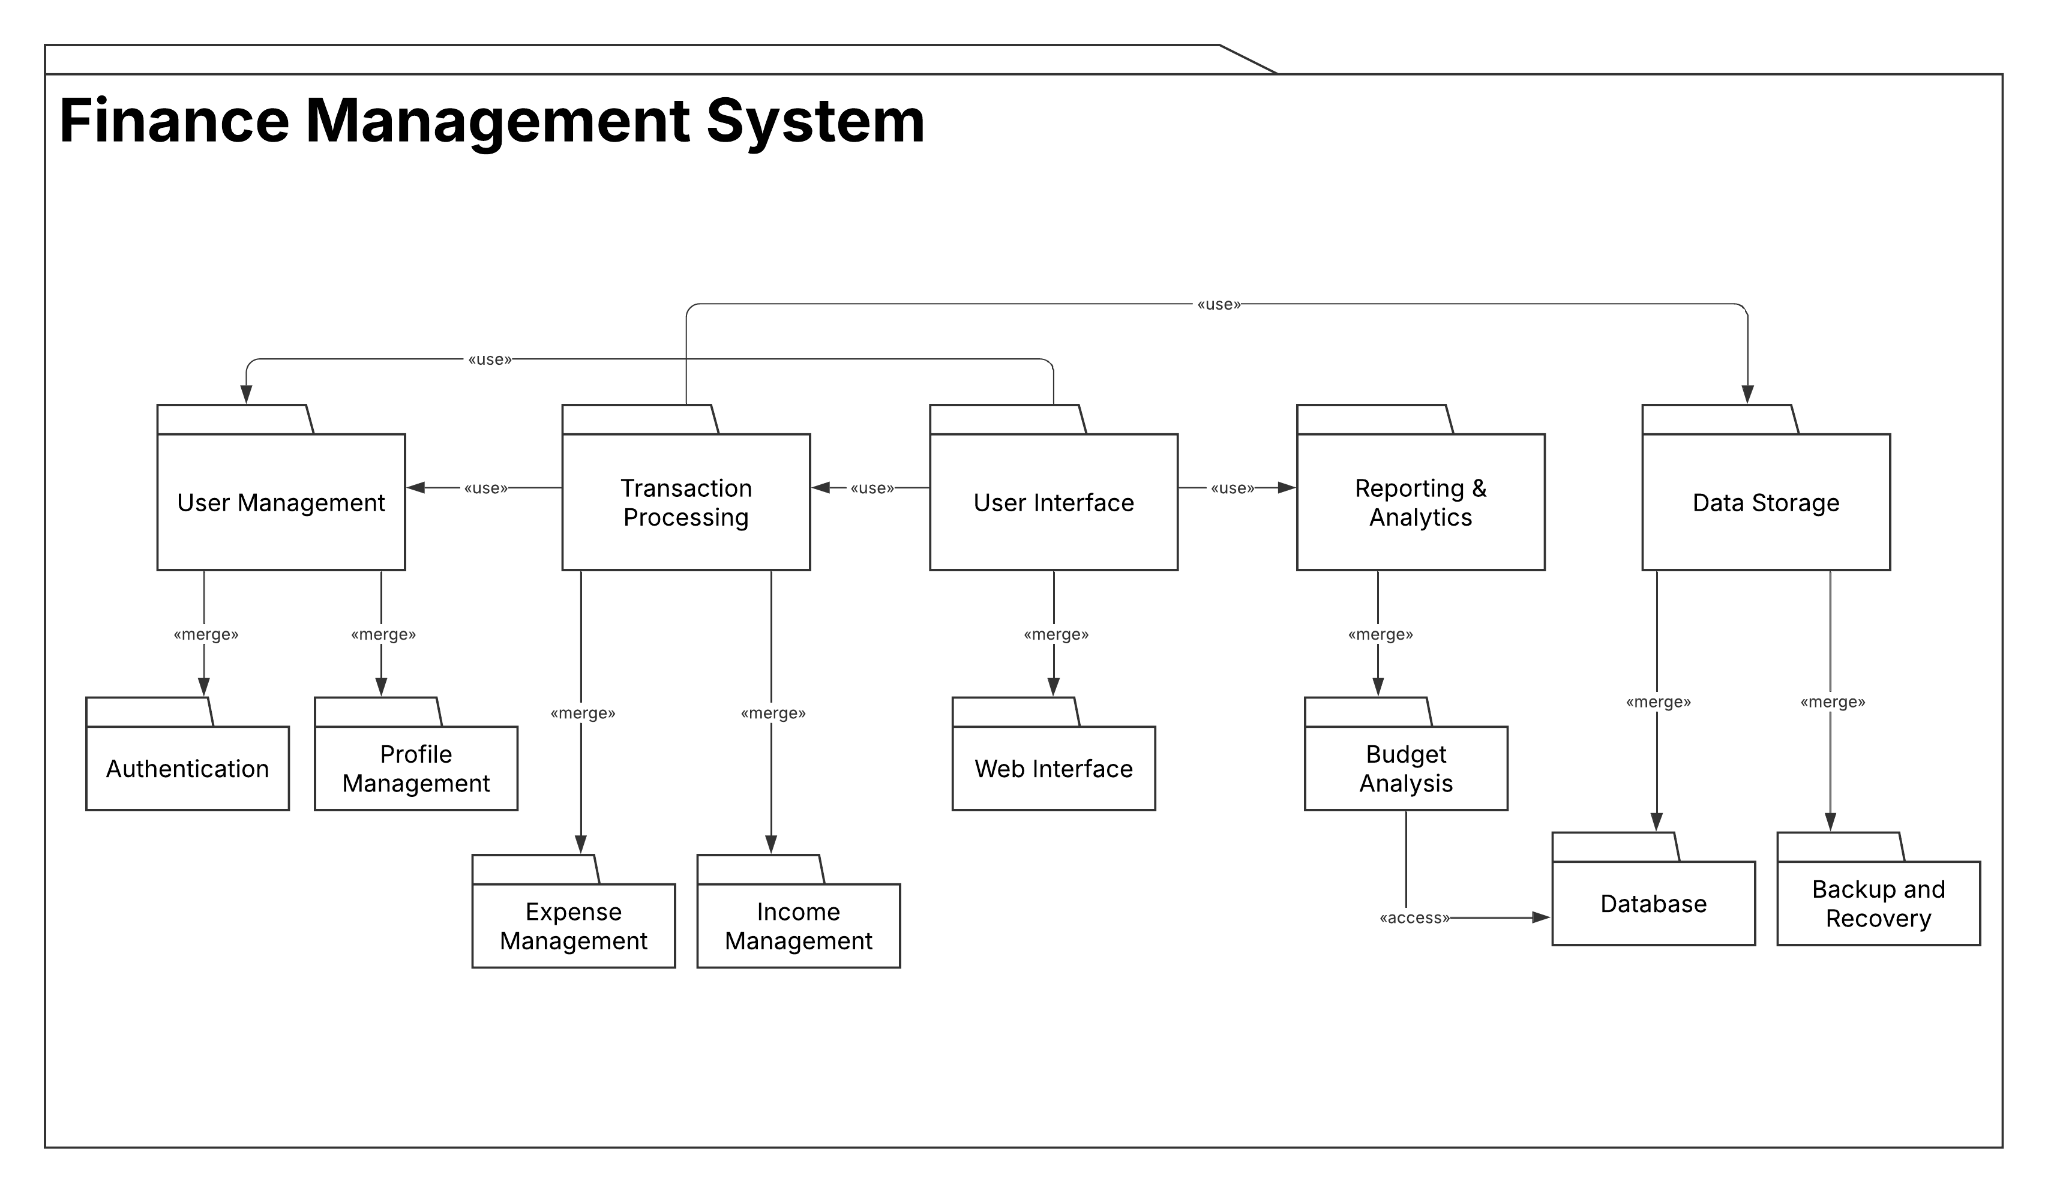 Finance Management System
«use»
«use»
User Management
«use»
Transaction
Processing
«use»
User Interface
«use»
Reporting &
Analytics
Data Storage
«merge»
«merge»
«merge»
«merge»
«merge»
«merge»
«merge»
«merge»
Authentication
Profile
Management
Web Interface
Budget
Analysis
Expense
Management
Income
Management
«access»
Database
Backup and
Recovery